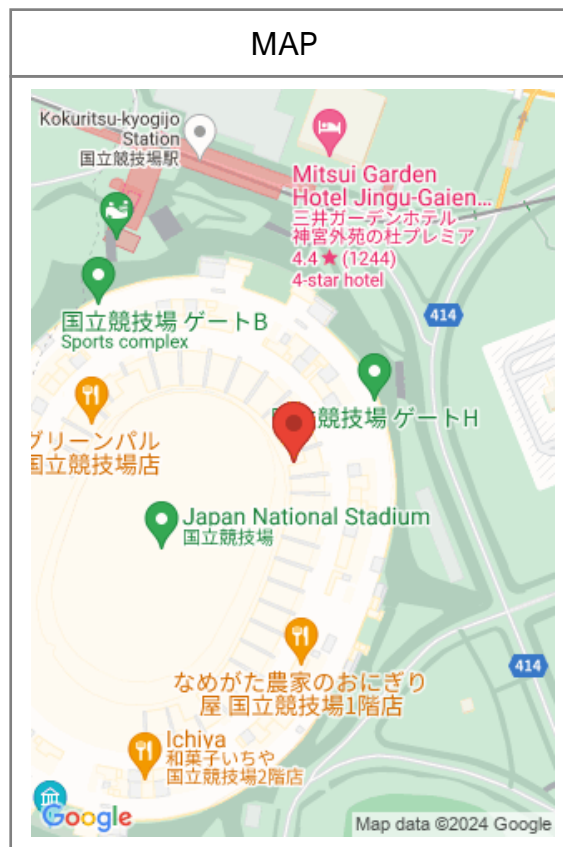 MAP
Kokuritsu-kyogijo
Station
国立競技場駅
Mitsui Garden
Hotel Jingu-Gaien...
三井ガーデンホテル
神宮外苑の杜プレミア
4.4★(1244)
4-star hotel
414
国立競技場 ゲートB
Sports complex
競技場 ゲートH
グリーンパル
国立競技場店
Japan National Stadium
国立競技場
414
なめがた農家のおにぎり
屋 国立競技場1階店
Ichiya
和菓子いちや
国立競技場2階店
Google
Map data ©2024 Google